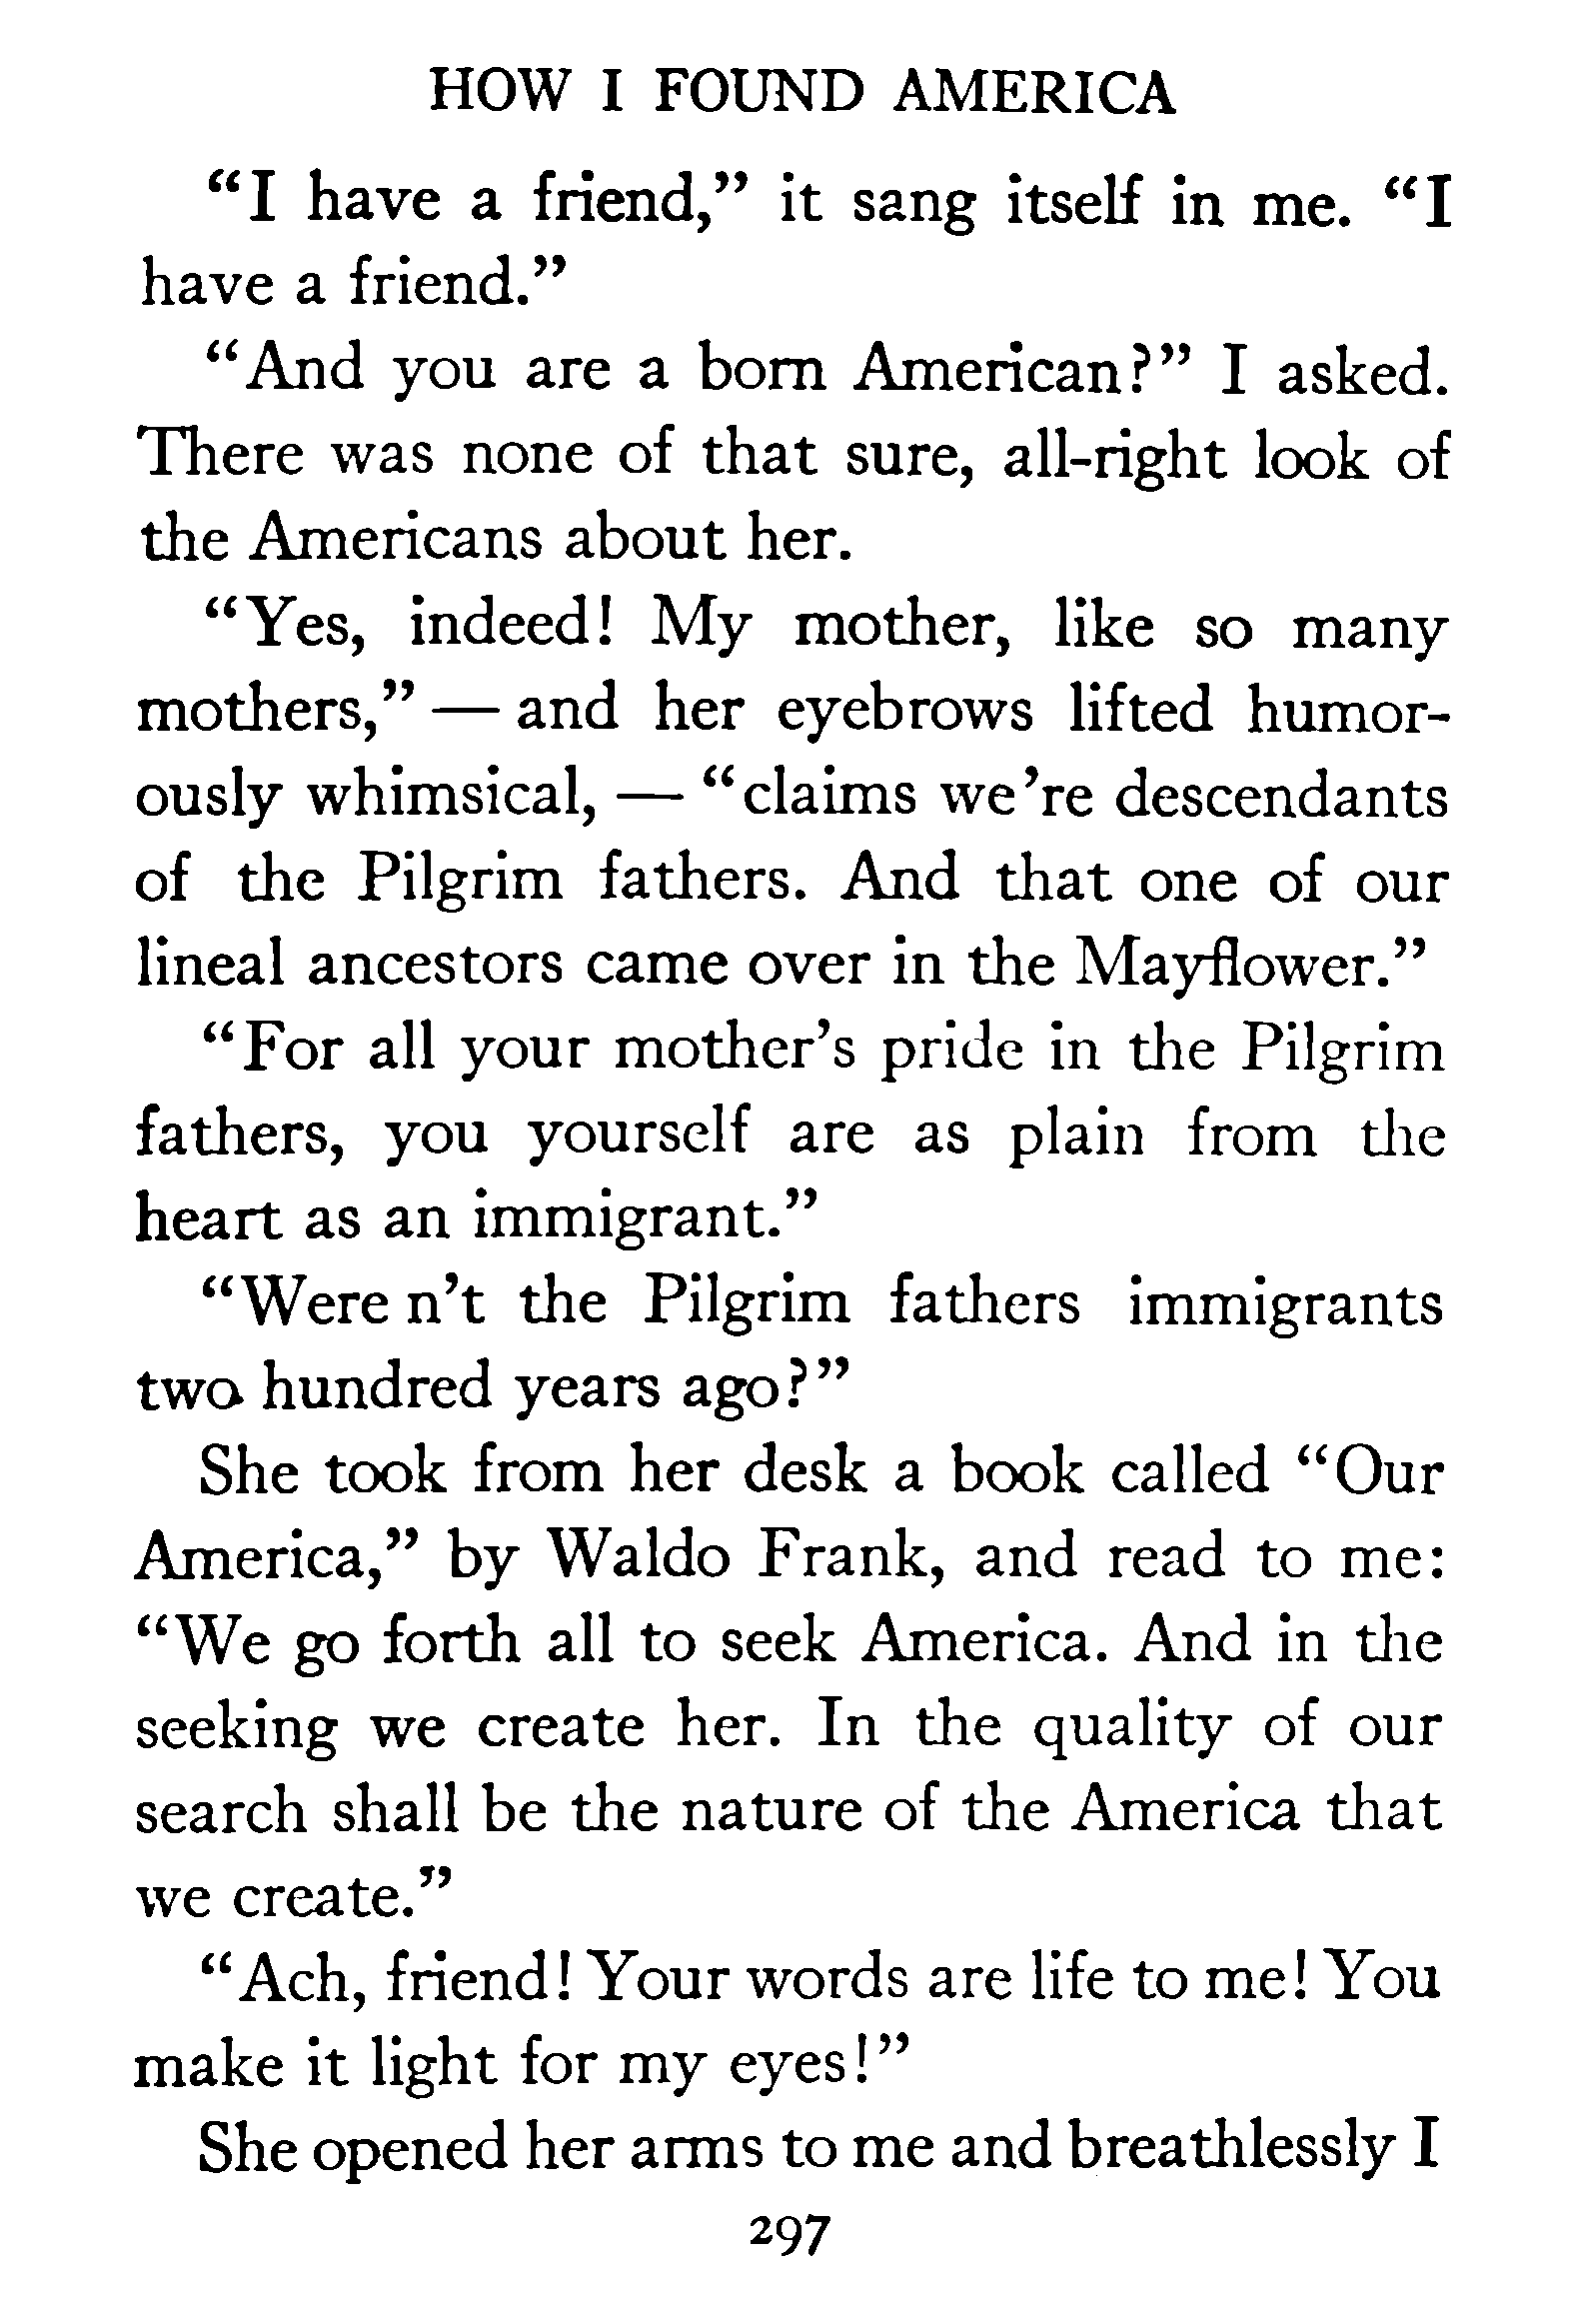 HOW I FOUND AMERICA
“I have a friend,” it sang itself in me. “I
have a friend.”
“And you are a born American?” I asked.
There was none of that sure, all-right look of
the Americans about her.
“Yes, indeed! My mother, like so many
mothers,” — and her eyebrows lifted humor-
ously whimsical, — “claims we’re descendants
of the Pilgrim fathers. And that one of our
lineal ancestors came over in the Mayflower.”
“For all your mother’s pride in the Pilgrim
fathers, you yourself are as plain from the
heart as an immigrant.”
“Were n’t the Pilgrim fathers immigrants
two hundred years ago?”
She took from her desk a book called “Our
America,” by Waldo Frank, and read to me:
“We go forth all to seek America. And in the
seeking we create her. In the quality of our
search shall be the nature of the America that
we create.”
“Ach, friend! Your words are life to me! You
make it light for my eyes!”
She opened her arms to me and breathlessly I
297